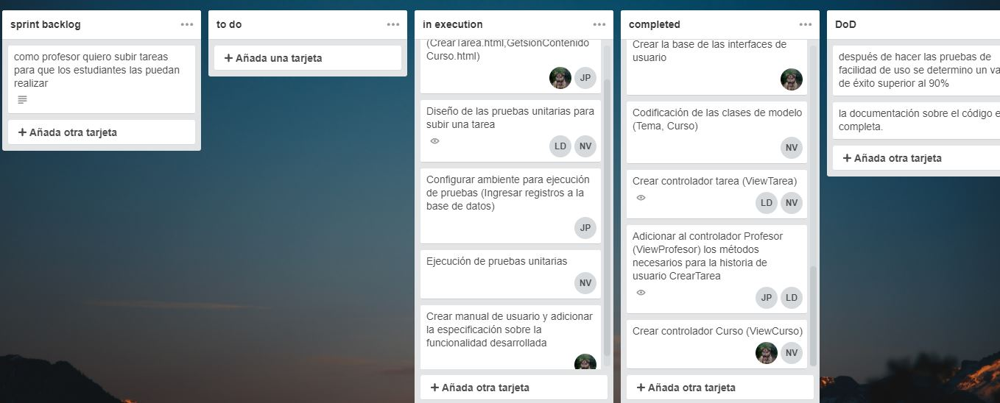 sprint backlog
como profesor quiero subir tareas
para que los estudiantes las puedan
realizar
Añada otra tarjeta
to do
Añada una tarjeta
in execution
(CrearTarea.html,GetsionContenido
Curso.html)
JP
Diseño de las pruebas unitarias para
subir una tarea
LD NV
Configurar ambiente para ejecución
de pruebas (Ingresar registros a la
base de datos)
JP
Ejecución de pruebas unitarias
NV
Crear manual de usuario y adicionar
la especificación sobre la
funcionalidad desarrollada
Añada otra tarjeta
completed
Crear la base de las interfaces de
usuario
Codificación de las clases de modelo
(Tema, Curso)
NV
Crear controlador tarea (ViewTarea)
LD NV
Adicionar al controlador Profesor
(ViewProfesor) los métodos
necesarios para la historia de
usuario CrearTarea
JP LD
Crear controlador Curso (ViewCurso)
NV
Añada otra tarjeta
DoD
después de hacer las pruebas de
facilidad de uso se determino un
de éxito superior al 90%
la documentación sobre el código
completa.
Añada otra tarjeta